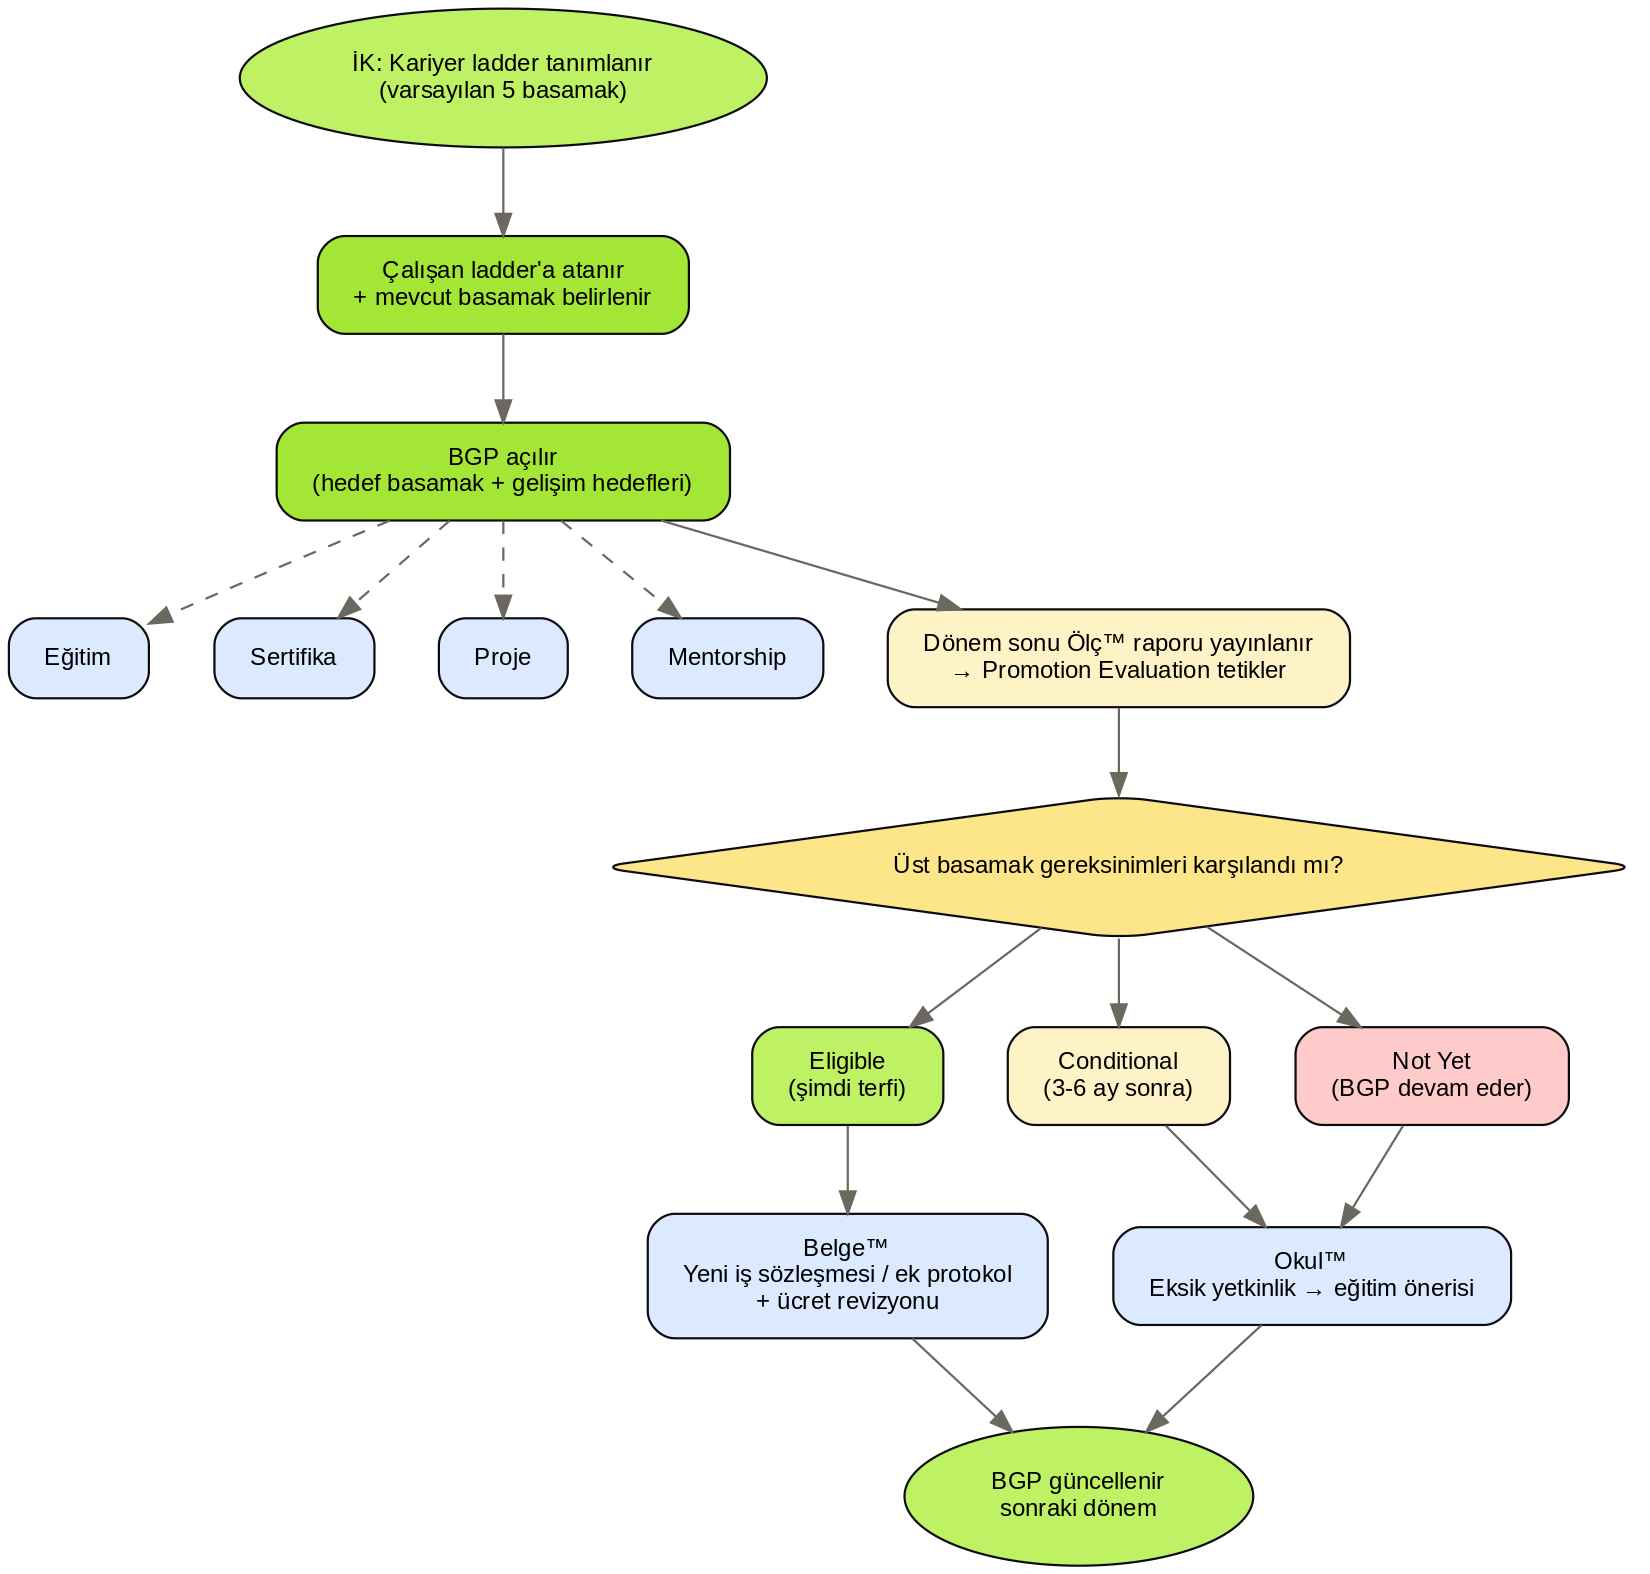 İK: Kariyer ladder tanımlanır
(varsayılan 5 basamak)
Çalışan ladder'a atanır
+ mevcut basamak belirlenir
BGP açılır
(hedef basamak + gelişim hedefleri)
Eğitim
Sertifika
Proje
Mentorship
Dönem sonu Ölç™ raporu yayınlanır
→ Promotion Evaluation tetikler
Üst basamak gereksinimleri karşılandı mı?
Eligible
(şimdi terfi)
Conditional
(3-6 ay sonra)
Not Yet
(BGP devam eder)
Belge™
Yeni iş sözleşmesi / ek protokol
+ ücret revizyonu
Okul™
Eksik yetkinlik → eğitim önerisi
BGP güncellenir
sonraki dönem